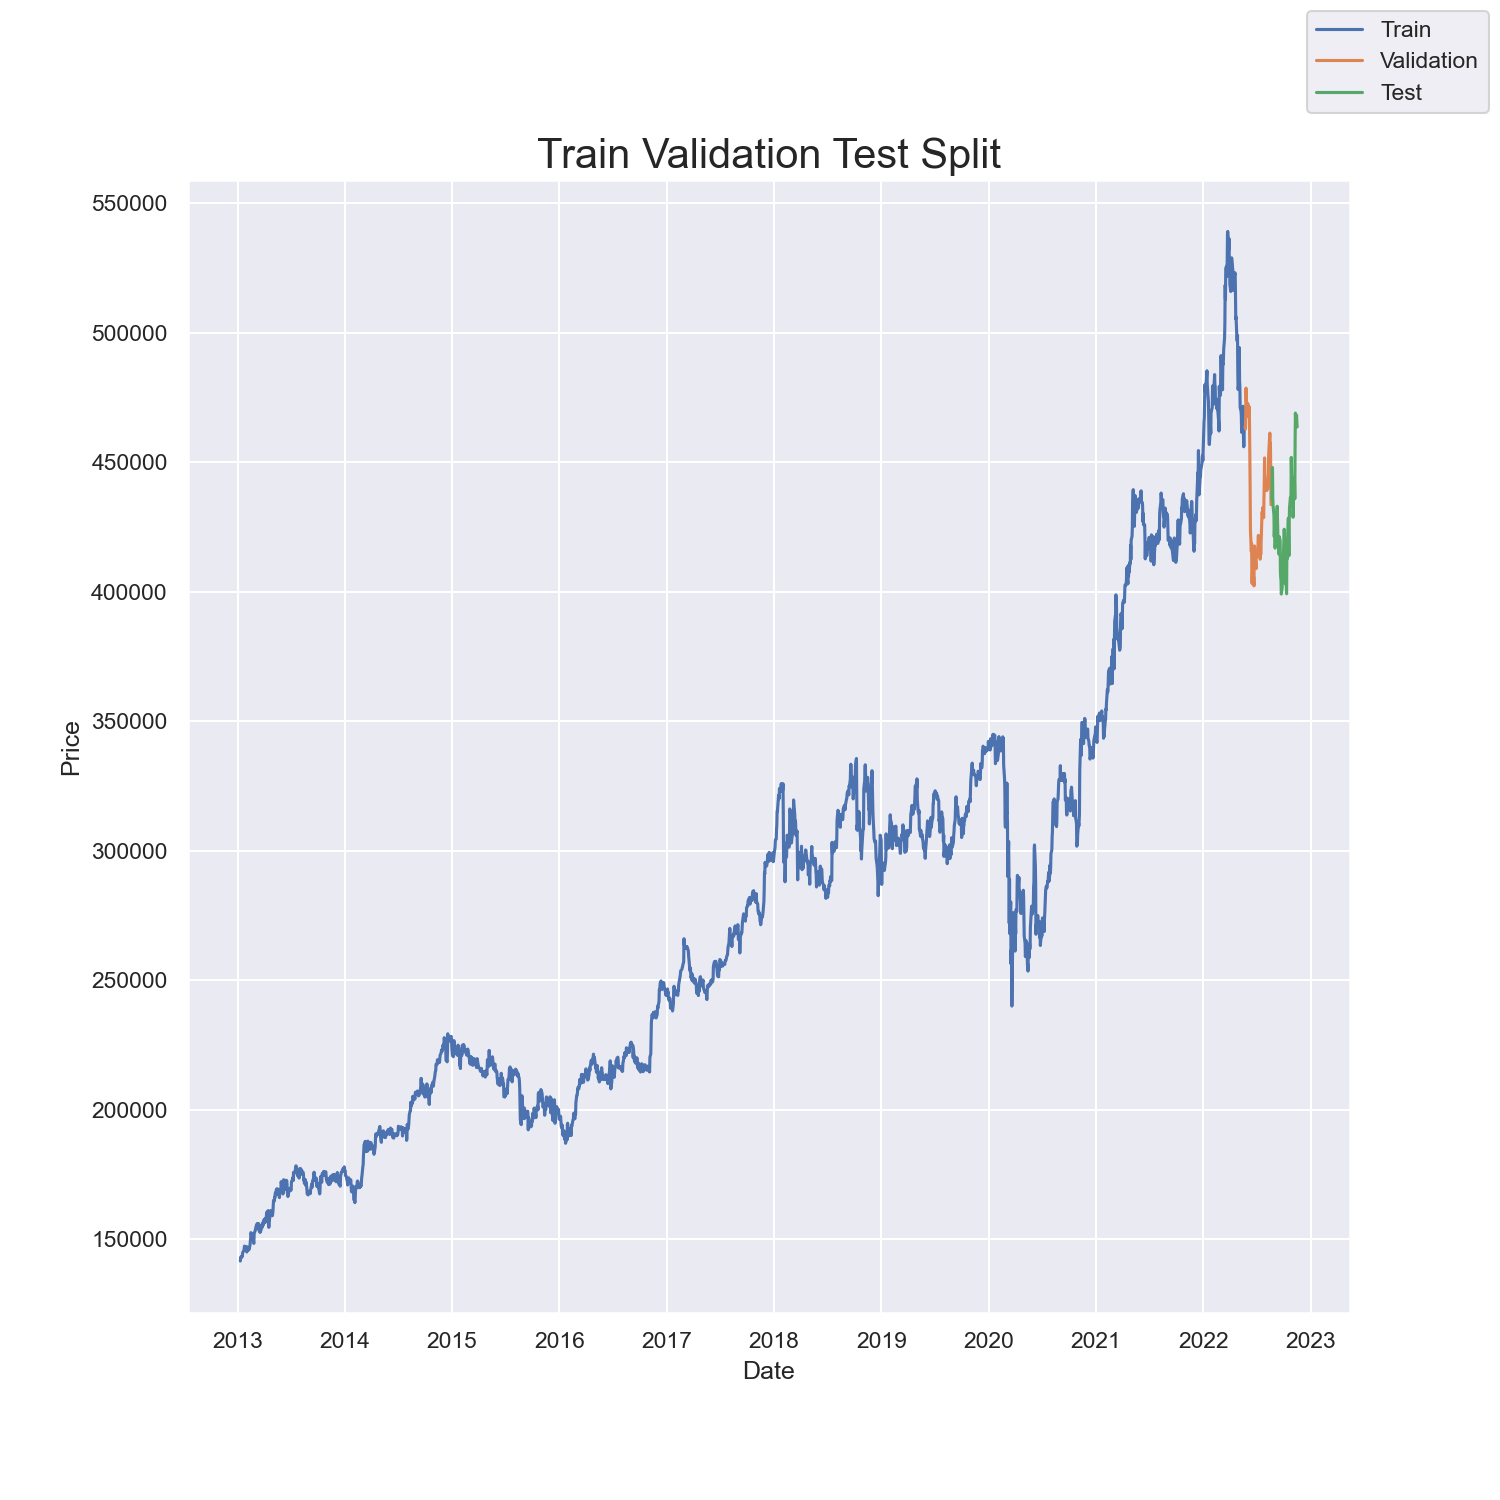 Train
Validation
Test
Train Validation Test Split
550000
500000
450000
400000
350000
300000
250000
200000
150000
Price
2013 2014 2015 2016 2017 2018 2019 2020 2021 2022 2023
Date